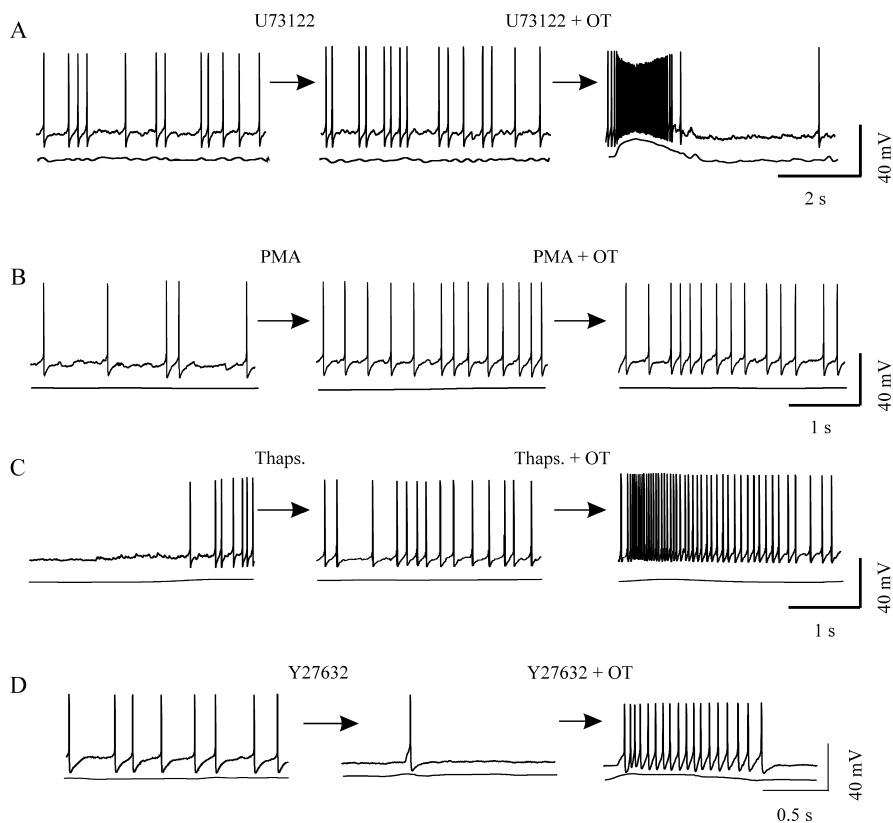 A
U73122
U73122 + OT
40 mV
2 s
B
PMA
PMA + OT
40 mV
1 s
C
Thaps.
Thaps. + OT
40 mV
1 s
D
Y27632
Y27632 + OT
40 mV
0.5 s